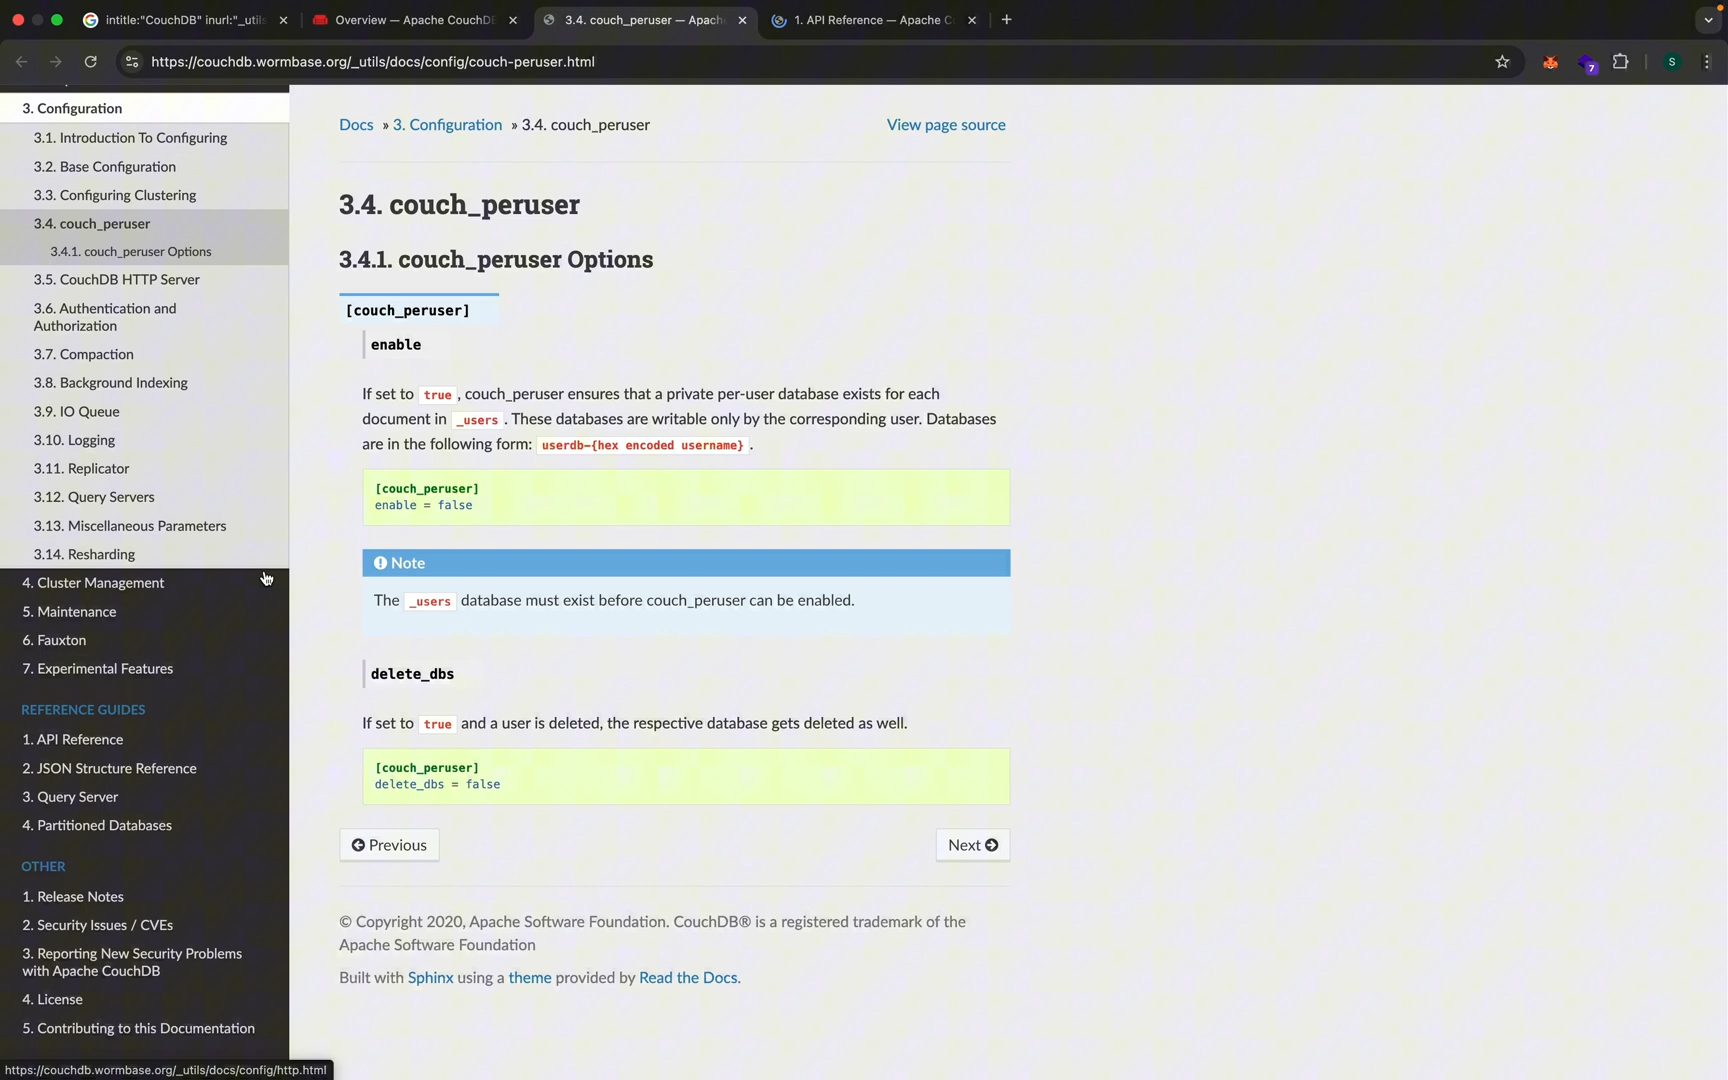 intitle:"CouchDB" inurl:"_utils
Overview — Apache CouchDB
3.4. couch_peruser — Apache
1. API Reference — Apache C
https://couchdb.wormbase.org/_utils/docs/config/couch-peruser.html
7
S
3. Configuration
3.1. Introduction To Configuring
3.2. Base Configuration
3.3. Configuring Clustering
3.4. couch_peruser
3.4.1. couch_peruser Options
3.5. CouchDB HTTP Server
3.6. Authentication and
Authorization
3.7. Compaction
3.8. Background Indexing
3.9. IO Queue
3.10. Logging
3.11. Replicator
3.12. Query Servers
3.13. Miscellaneous Parameters
3.14. Resharding
4. Cluster Management
5. Maintenance
6. Fauxton
7. Experimental Features
REFERENCE GUIDES
1. API Reference
2. JSON Structure Reference
3. Query Server
4. Partitioned Databases
OTHER
1. Release Notes
2. Security Issues / CVEs
3. Reporting New Security Problems
with Apache CouchDB
4. License
5. Contributing to this Documentation
https://couchdb.wormbase.org/_utils/docs/config/http.html
Docs » 3. Configuration » 3.4. couch_peruser
View page source
3.4. couch_peruser
3.4.1. couch_peruser Options
[couch_peruser]
enable
If set to true , couch_peruser ensures that a private per-user database exists for each
document in _users . These databases are writable only by the corresponding user. Databases
are in the following form: userdb-{hex encoded username} .
[couch_peruser]
enable = false
Note
The _users database must exist before couch_peruser can be enabled.
delete_dbs
If set to true and a user is deleted, the respective database gets deleted as well.
[couch_peruser]
delete_dbs = false
Previous
Next
© Copyright 2020, Apache Software Foundation. CouchDB® is a registered trademark of the
Apache Software Foundation
Built with Sphinx using a theme provided by Read the Docs.